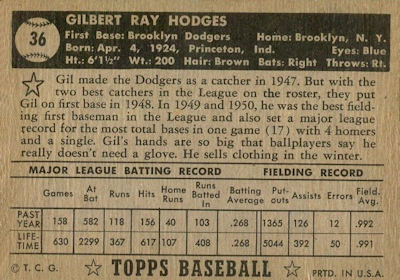 36
GILBERT RAY HODGES
First Base: Brooklyn Dodgers Home: Brooklyn, N. Y.
Born: Apr. 4, 1924, Princeton, Ind. Eyes: Blue
Ht.: 6'1½" Wt.: 200 Hair: Brown Bats: Right Throws: Rt.
Gil made the Dodgers as a catcher in 1947. But with the
two best catchers in the League on the roster, they put
Gil on first base in 1948. In 1949 and 1950, he was the best field-
ing first baseman in the League and also set a major league
record for the most total bases in one game (17) with 4 homers
and a single. Gil's hands are so big that ballplayers say he
really doesn't need a glove. He sells clothing in the winter.
MAJOR LEAGUE BATTING RECORD FIELDING RECORD
Games At Bat Runs Hits Home Runs Runs Batted In Batting Average Put-outs Assists Errors Field. Avg.
PAST YEAR 158 582 118 156 40 103 .268 1365 126 12 .992
LIFE-TIME 630 2299 367 617 107 408 .268 5044 392 50 .991
© T. C. G. TOPPS BASEBALL PRTD. IN U.S.A.